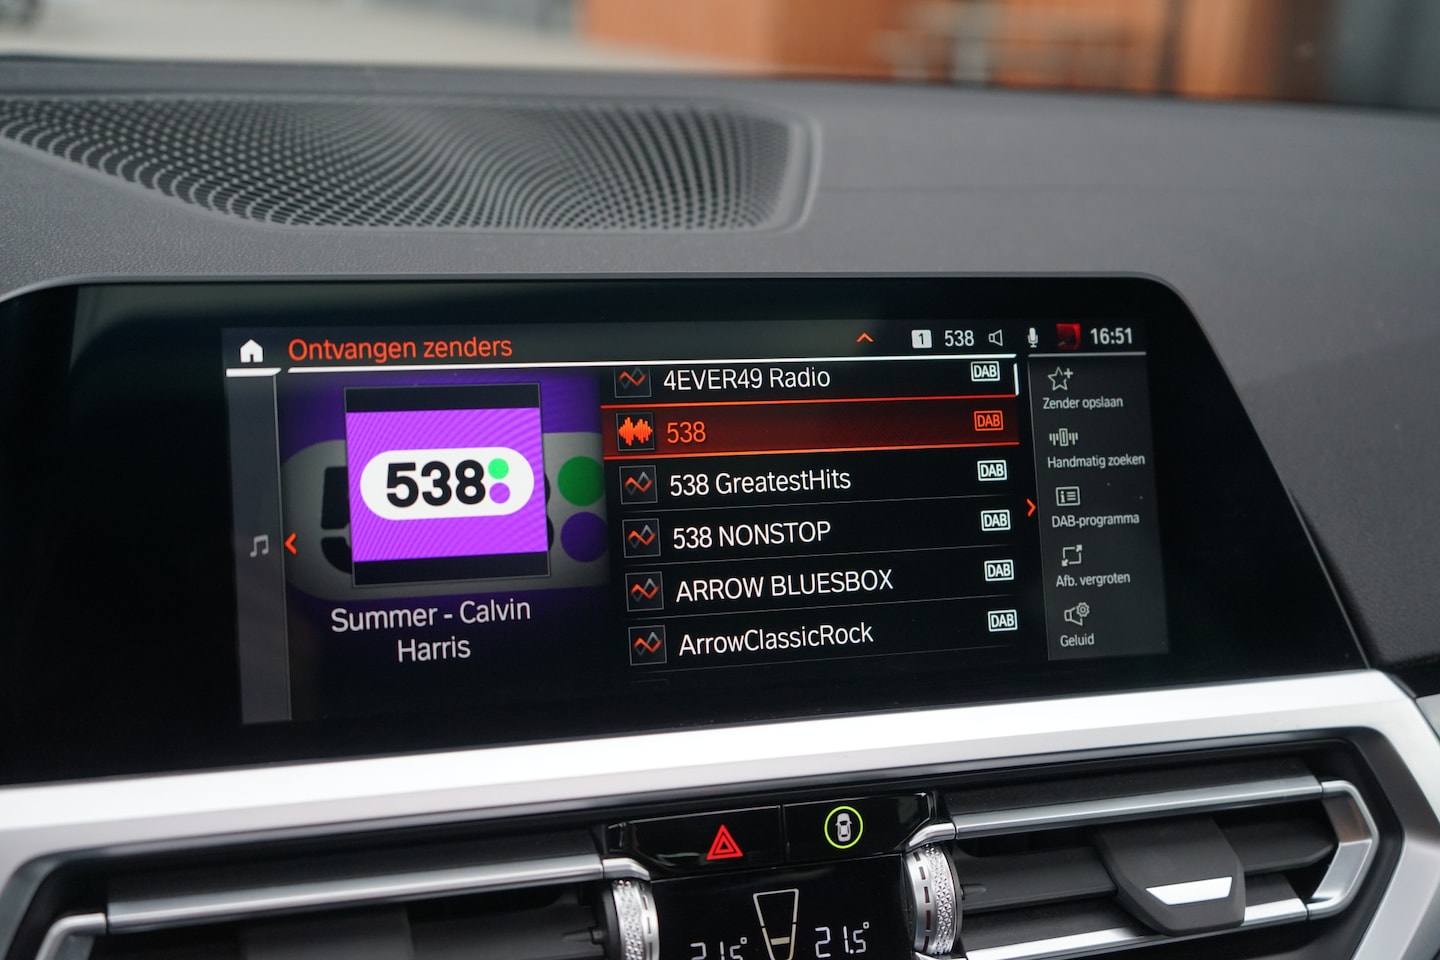 Ontvangen zenders
1 538 16:51
4EVER49 Radio DAB
538 DAB
538 GreatestHits DAB
538 NONSTOP DAB
ARROW BLUESBOX DAB
ArrowClassicRock DAB
538
Summer - Calvin
Harris
Zender opslaan
Handmatig zoeken
DAB-programma
Afb. vergroten
Geluid
21.5° 21.5°